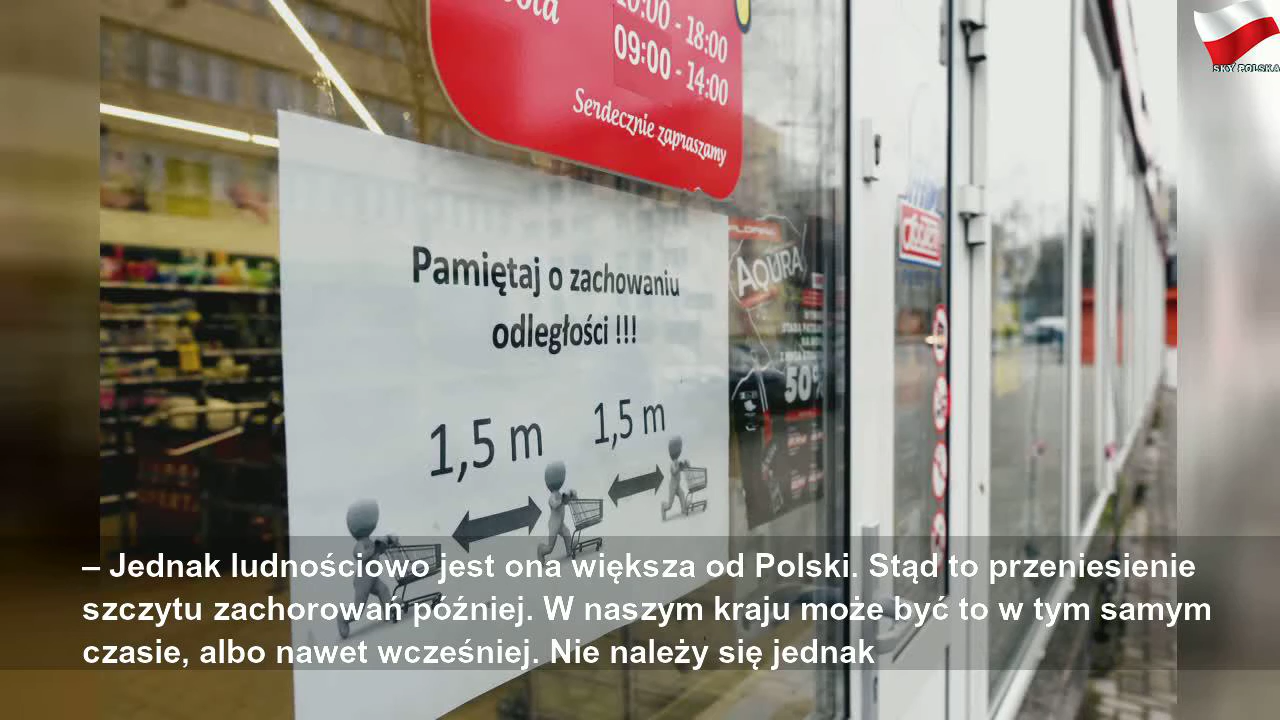 10:00 - 18:00
09:00 - 14:00
Serdecznie zapraszamy
SKY POLSKA
Pamiętaj o zachowaniu
odległości !!!
1,5 m 1,5 m
AQURA
50%
– Jednak ludnościowo jest ona większa od Polski. Stąd to przeniesienie
szczytu zachorowań później. W naszym kraju może być to w tym samym
czasie, albo nawet wcześniej. Nie należy się jednak